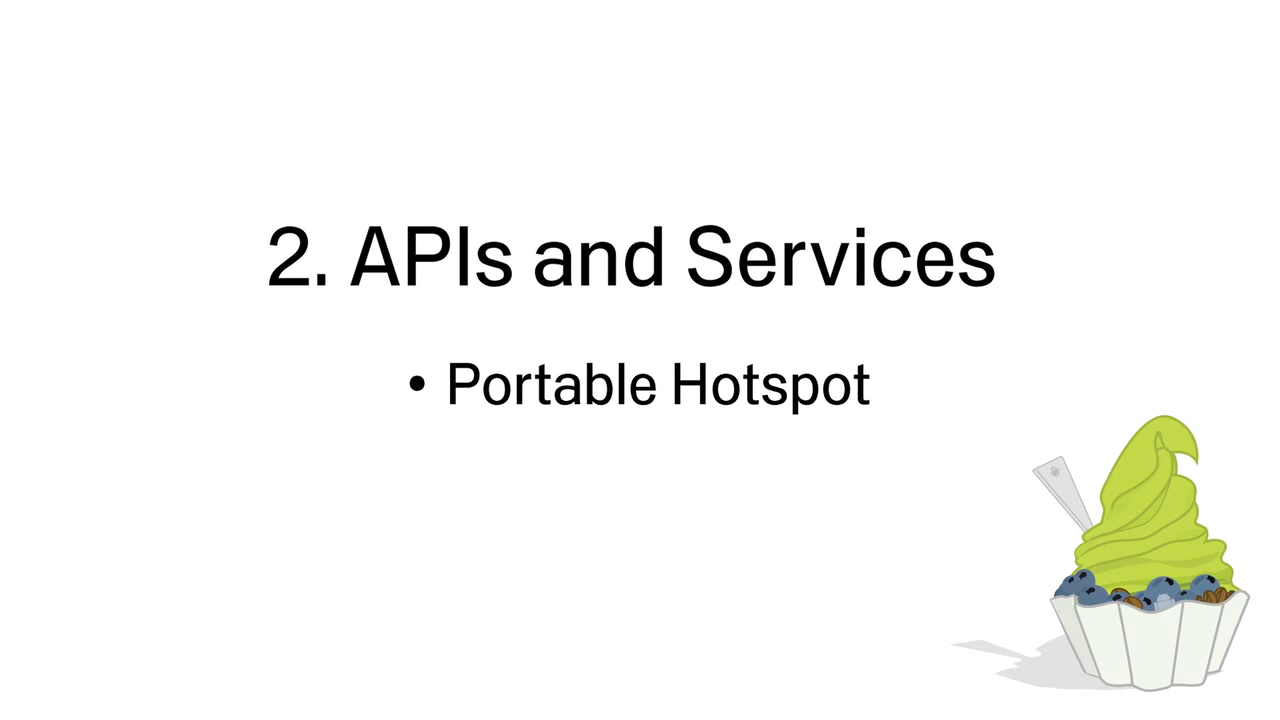 2. APIs and Services
• Portable Hotspot